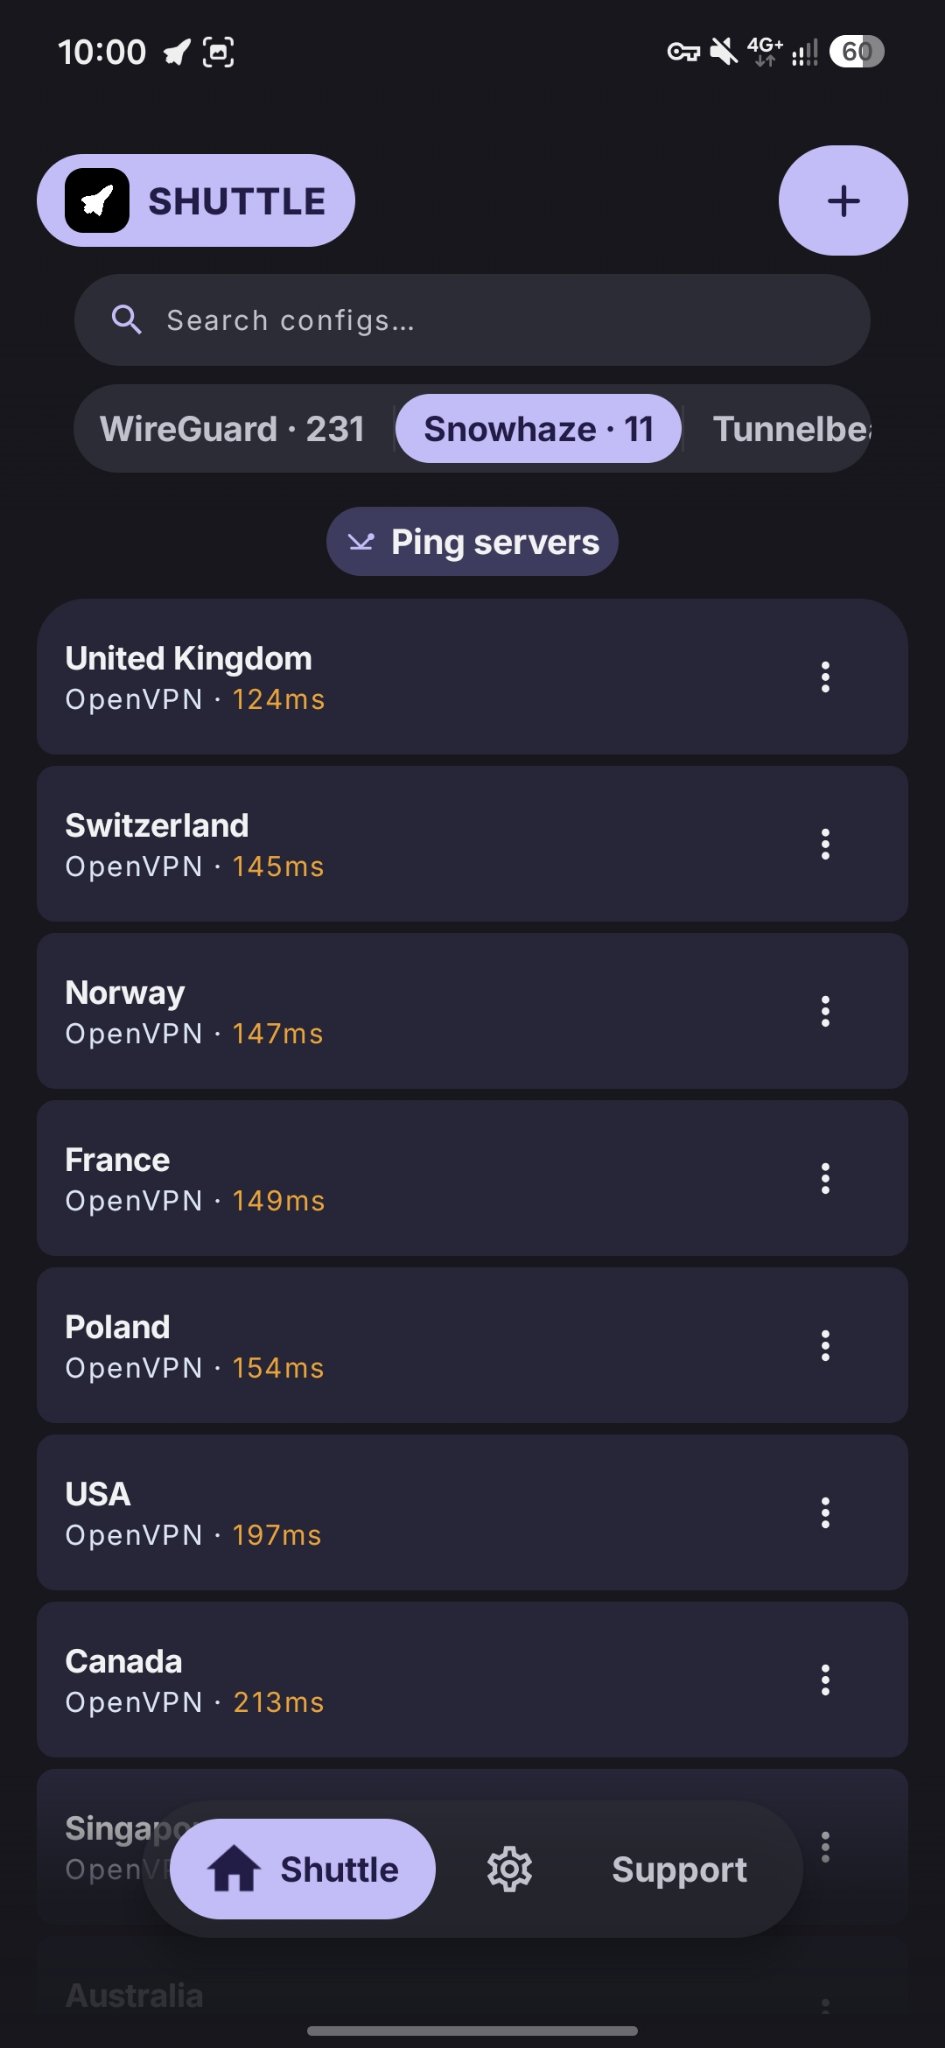 10:00
4G+
60
SHUTTLE
Search configs...
WireGuard · 231
Snowhaze · 11
Ping servers
United Kingdom
OpenVPN · 124ms
Switzerland
OpenVPN · 145ms
Norway
OpenVPN · 147ms
France
OpenVPN · 149ms
Poland
OpenVPN · 154ms
USA
OpenVPN · 197ms
Canada
OpenVPN · 213ms
Shuttle
Support
Australia